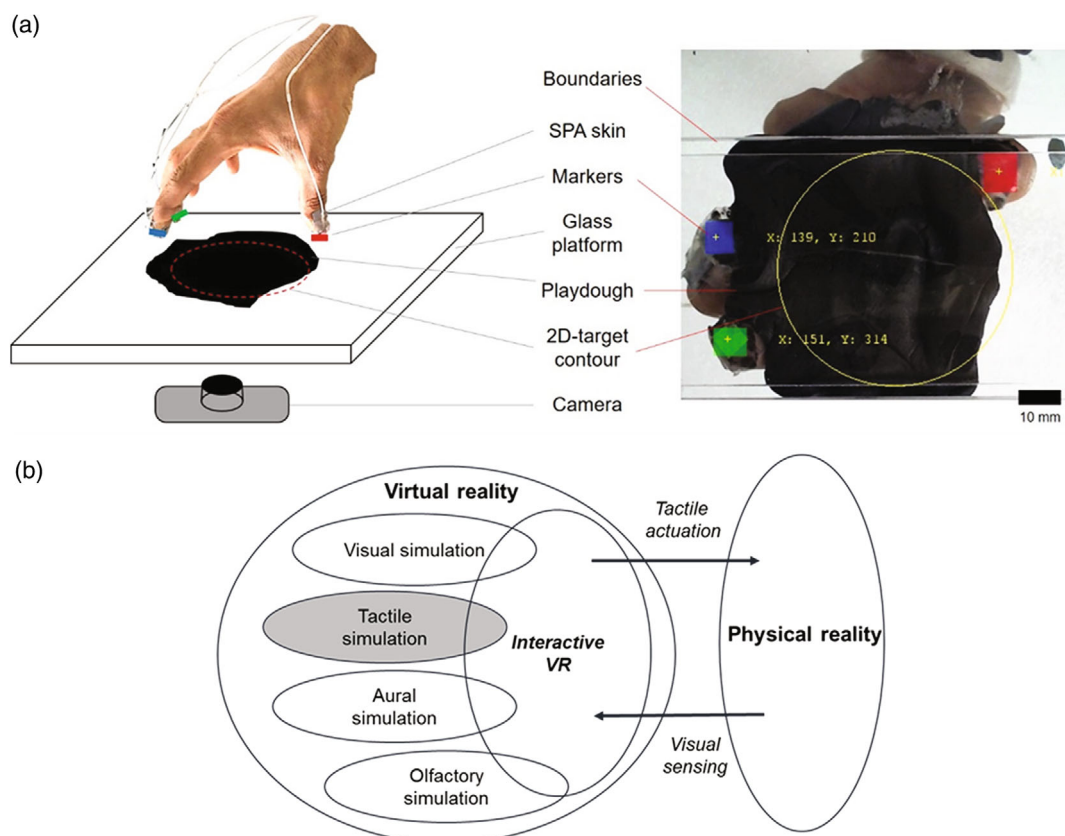 (a)
Boundaries
SPA skin
Markers
Glass
platform
Playdough
2D-target
contour
Camera
X:
X: 139, Y: 210
X: 151, Y: 314
10 mm
(b)
Virtual reality
Visual simulation
Tactile
simulation
Aural
simulation
Olfactory
simulation
Interactive
VR
Tactile
actuation
Physical reality
Visual
sensing